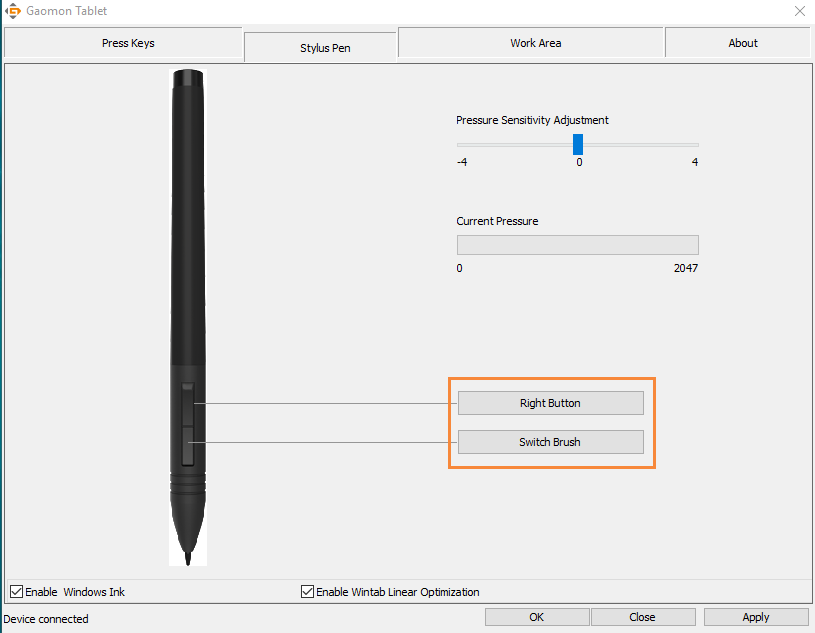 Gaomon Tablet
Press Keys
Stylus Pen
Work Area
About
Pressure Sensitivity Adjustment
-4 0 4
Current Pressure
0 2047
Right Button
Switch Brush
Enable Windows Ink
Enable Wintab Linear Optimization
Device connected
OK
Close
Apply